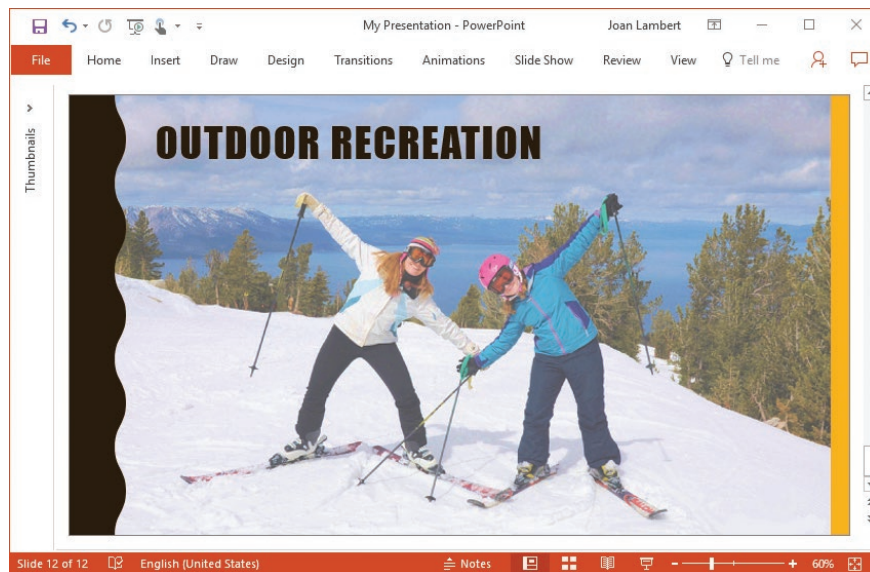 My Presentation - PowerPoint Joan Lambert
File Home Insert Draw Design Transitions Animations Slide Show Review View Tell me
Thumbnails
OUTDOOR RECREATION
Slide 12 of 12 English (United States) Notes 60%